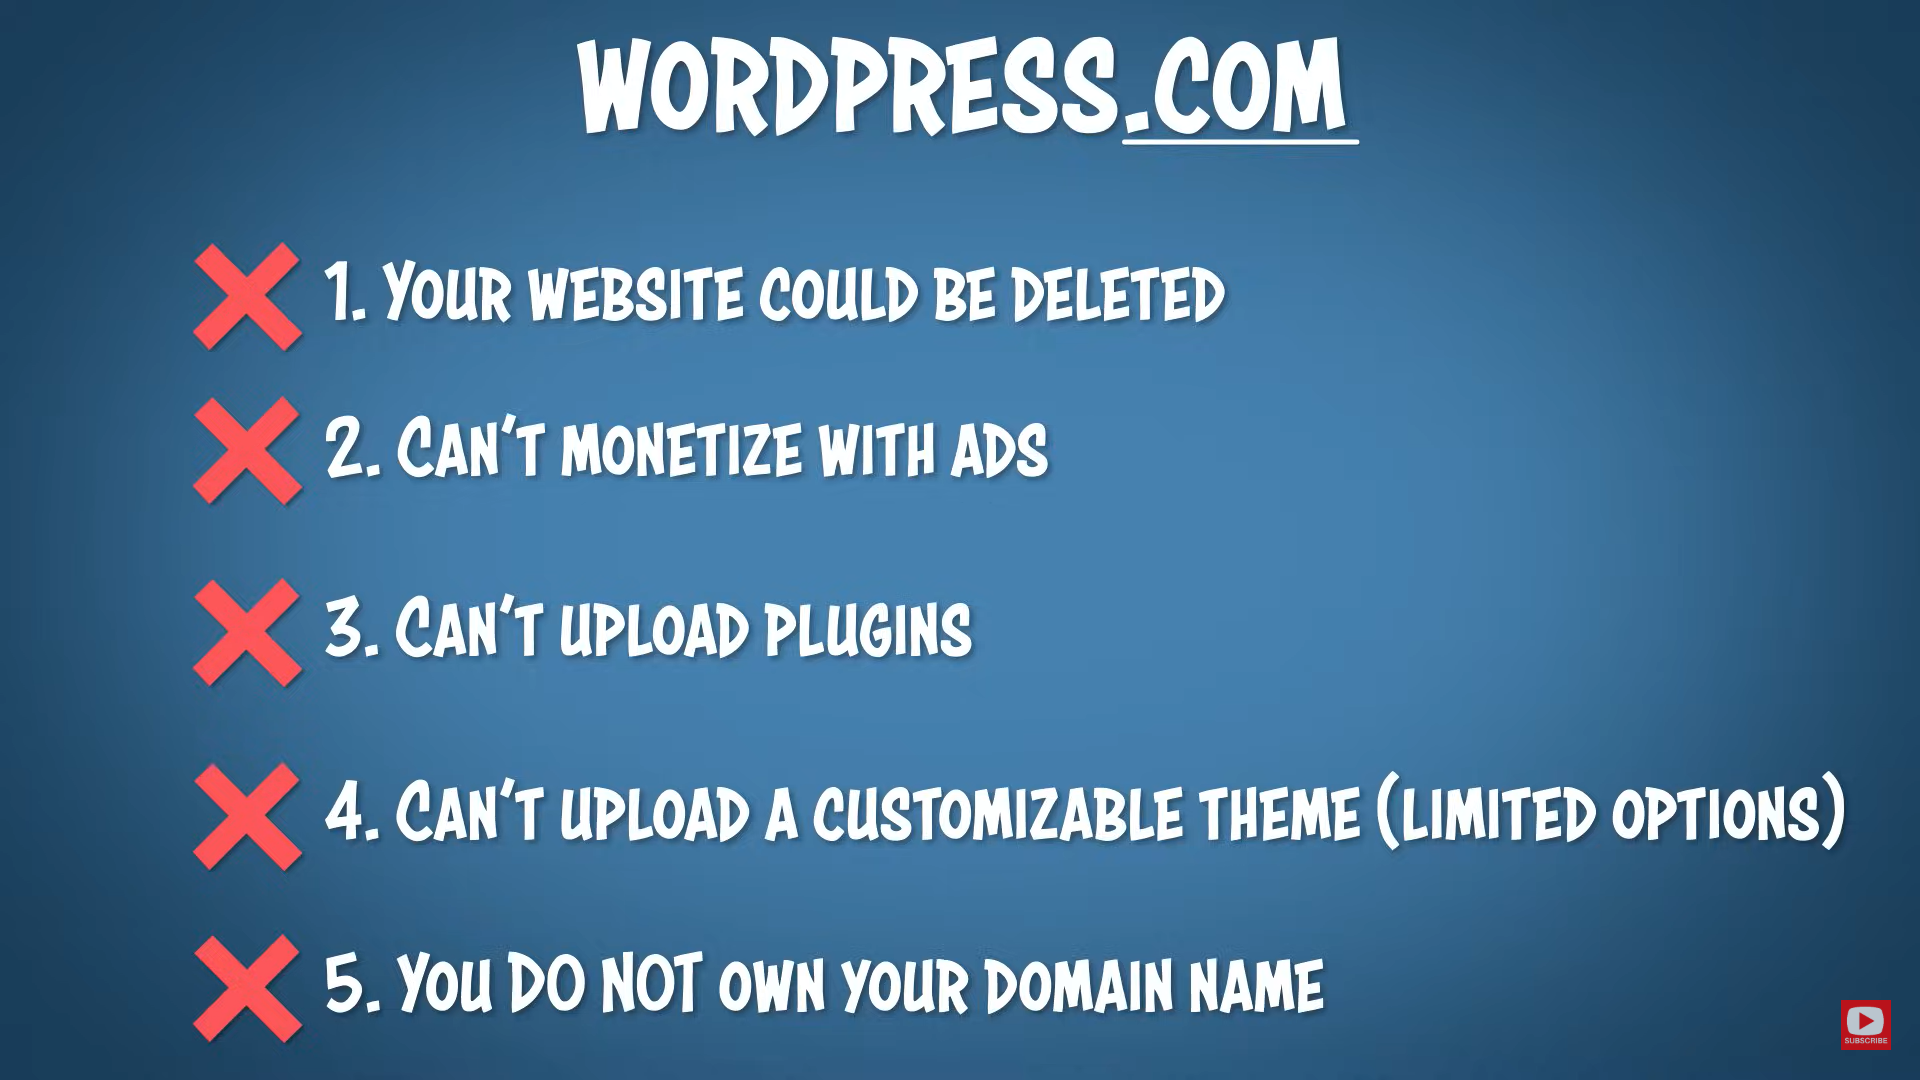 WORDPRESS.COM
1. YOUR WEBSITE COULD BE DELETED
2. CAN'T MONETIZE WITH ADS
3. CAN'T UPLOAD PLUGINS
4. CAN'T UPLOAD A CUSTOMIZABLE THEME (LIMITED OPTIONS)
5. YOU DO NOT OWN YOUR DOMAIN NAME
SUBSCRIBE